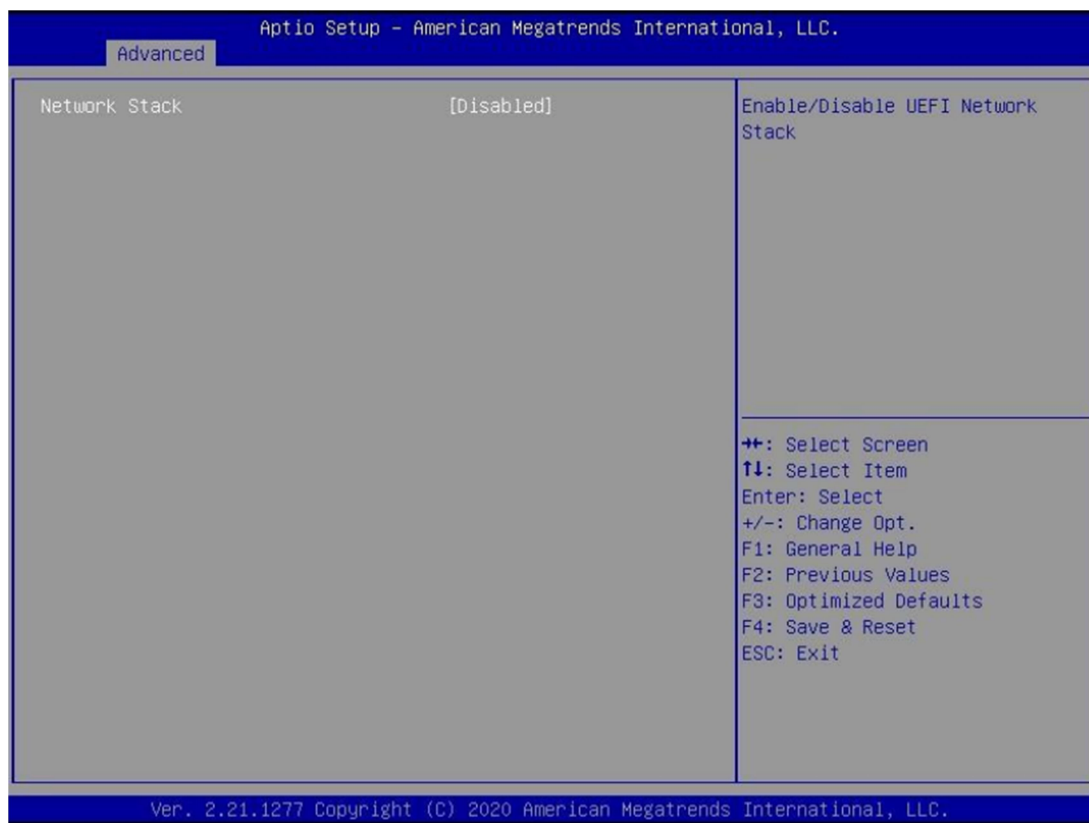 Aptio Setup – American Megatrends International, LLC.
Advanced
Network Stack [Disabled]
Enable/Disable UEFI Network
Stack
→←: Select Screen
↑↓: Select Item
Enter: Select
+/-: Change Opt.
F1: General Help
F2: Previous Values
F3: Optimized Defaults
F4: Save & Reset
ESC: Exit
Ver. 2.21.1277 Copyright (C) 2020 American Megatrends International, LLC.